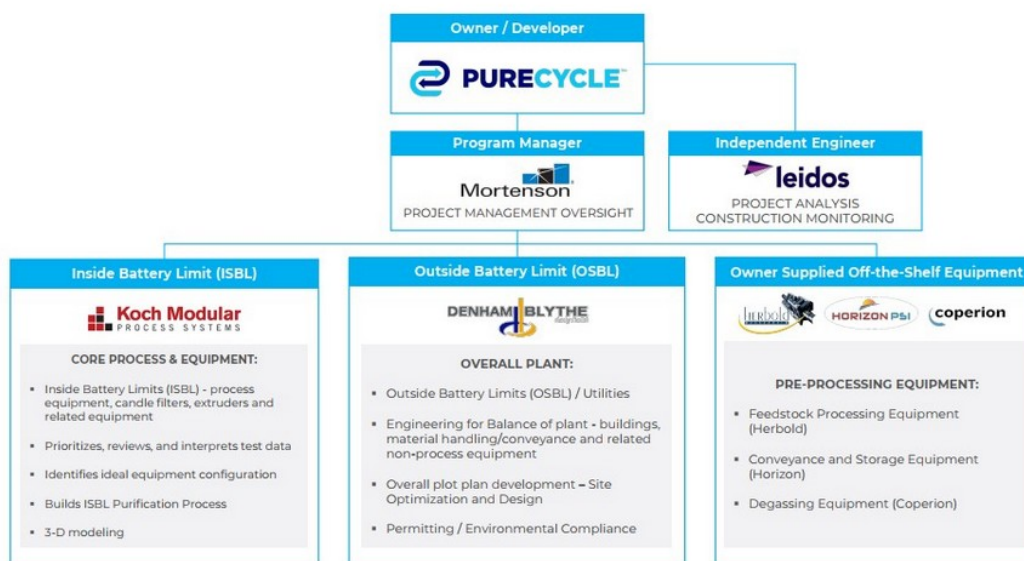 Owner / Developer
PURECYCLE™
Program Manager
Mortenson
PROJECT MANAGEMENT OVERSIGHT
Independent Engineer
leidos
PROJECT ANALYSIS
CONSTRUCTION MONITORING
Inside Battery Limit (ISBL)
Koch Modular
PROCESS SYSTEMS
CORE PROCESS & EQUIPMENT:
▪ Inside Battery Limits (ISBL) - process
equipment, candle filters, extruders and
related equipment
▪ Prioritizes, reviews, and interprets test data
▪ Identifies ideal equipment configuration
▪ Builds ISBL Purification Process
▪ 3-D modeling
Outside Battery Limit (OSBL)
DENHAM BLYTHE
OVERALL PLANT:
▪ Outside Battery Limits (OSBL) / Utilities
▪ Engineering for Balance of plant - buildings,
material handling/conveyance and related
non-process equipment
▪ Overall plot plan development – Site
Optimization and Design
▪ Permitting / Environmental Compliance
Owner Supplied Off-the-Shelf Equipment
herbold
HORIZON PSI
coperion
PRE-PROCESSING EQUIPMENT:
▪ Feedstock Processing Equipment
(Herbold)
▪ Conveyance and Storage Equipment
(Horizon)
▪ Degassing Equipment (Coperion)